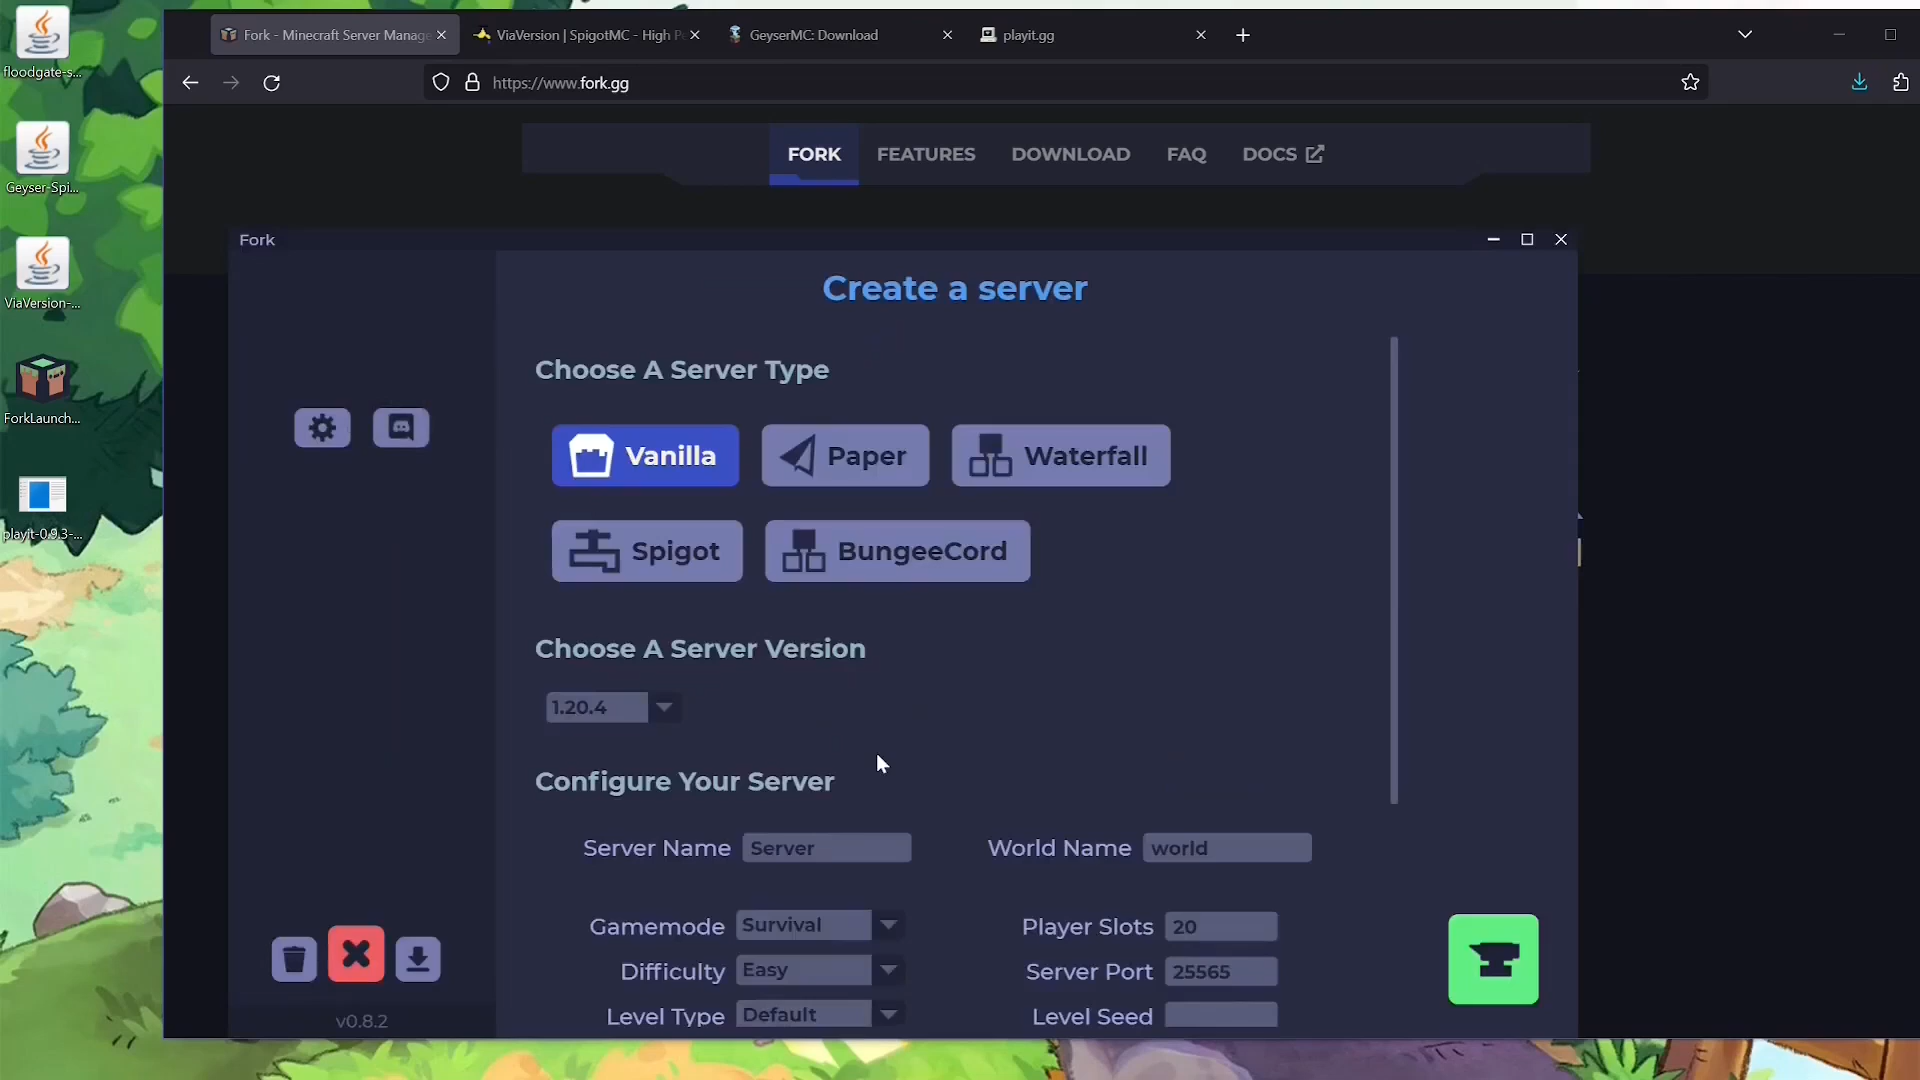 floodgate-s...
Geyser-Spi...
ViaVersion-...
ForkLaunch...
playit-0.9.3-...
Fork - Minecraft Server Manage
ViaVersion | SpigotMC - High P
GeyserMC: Download
playit.gg
https://www.fork.gg
FORK
FEATURES
DOWNLOAD
FAQ
DOCS
Fork
Create a server
Choose A Server Type
Vanilla
Paper
Waterfall
Spigot
BungeeCord
Choose A Server Version
1.20.4
Configure Your Server
Server Name Server
World Name world
Gamemode Survival
Player Slots 20
Difficulty Easy
Server Port 25565
Level Type Default
Level Seed
v0.8.2